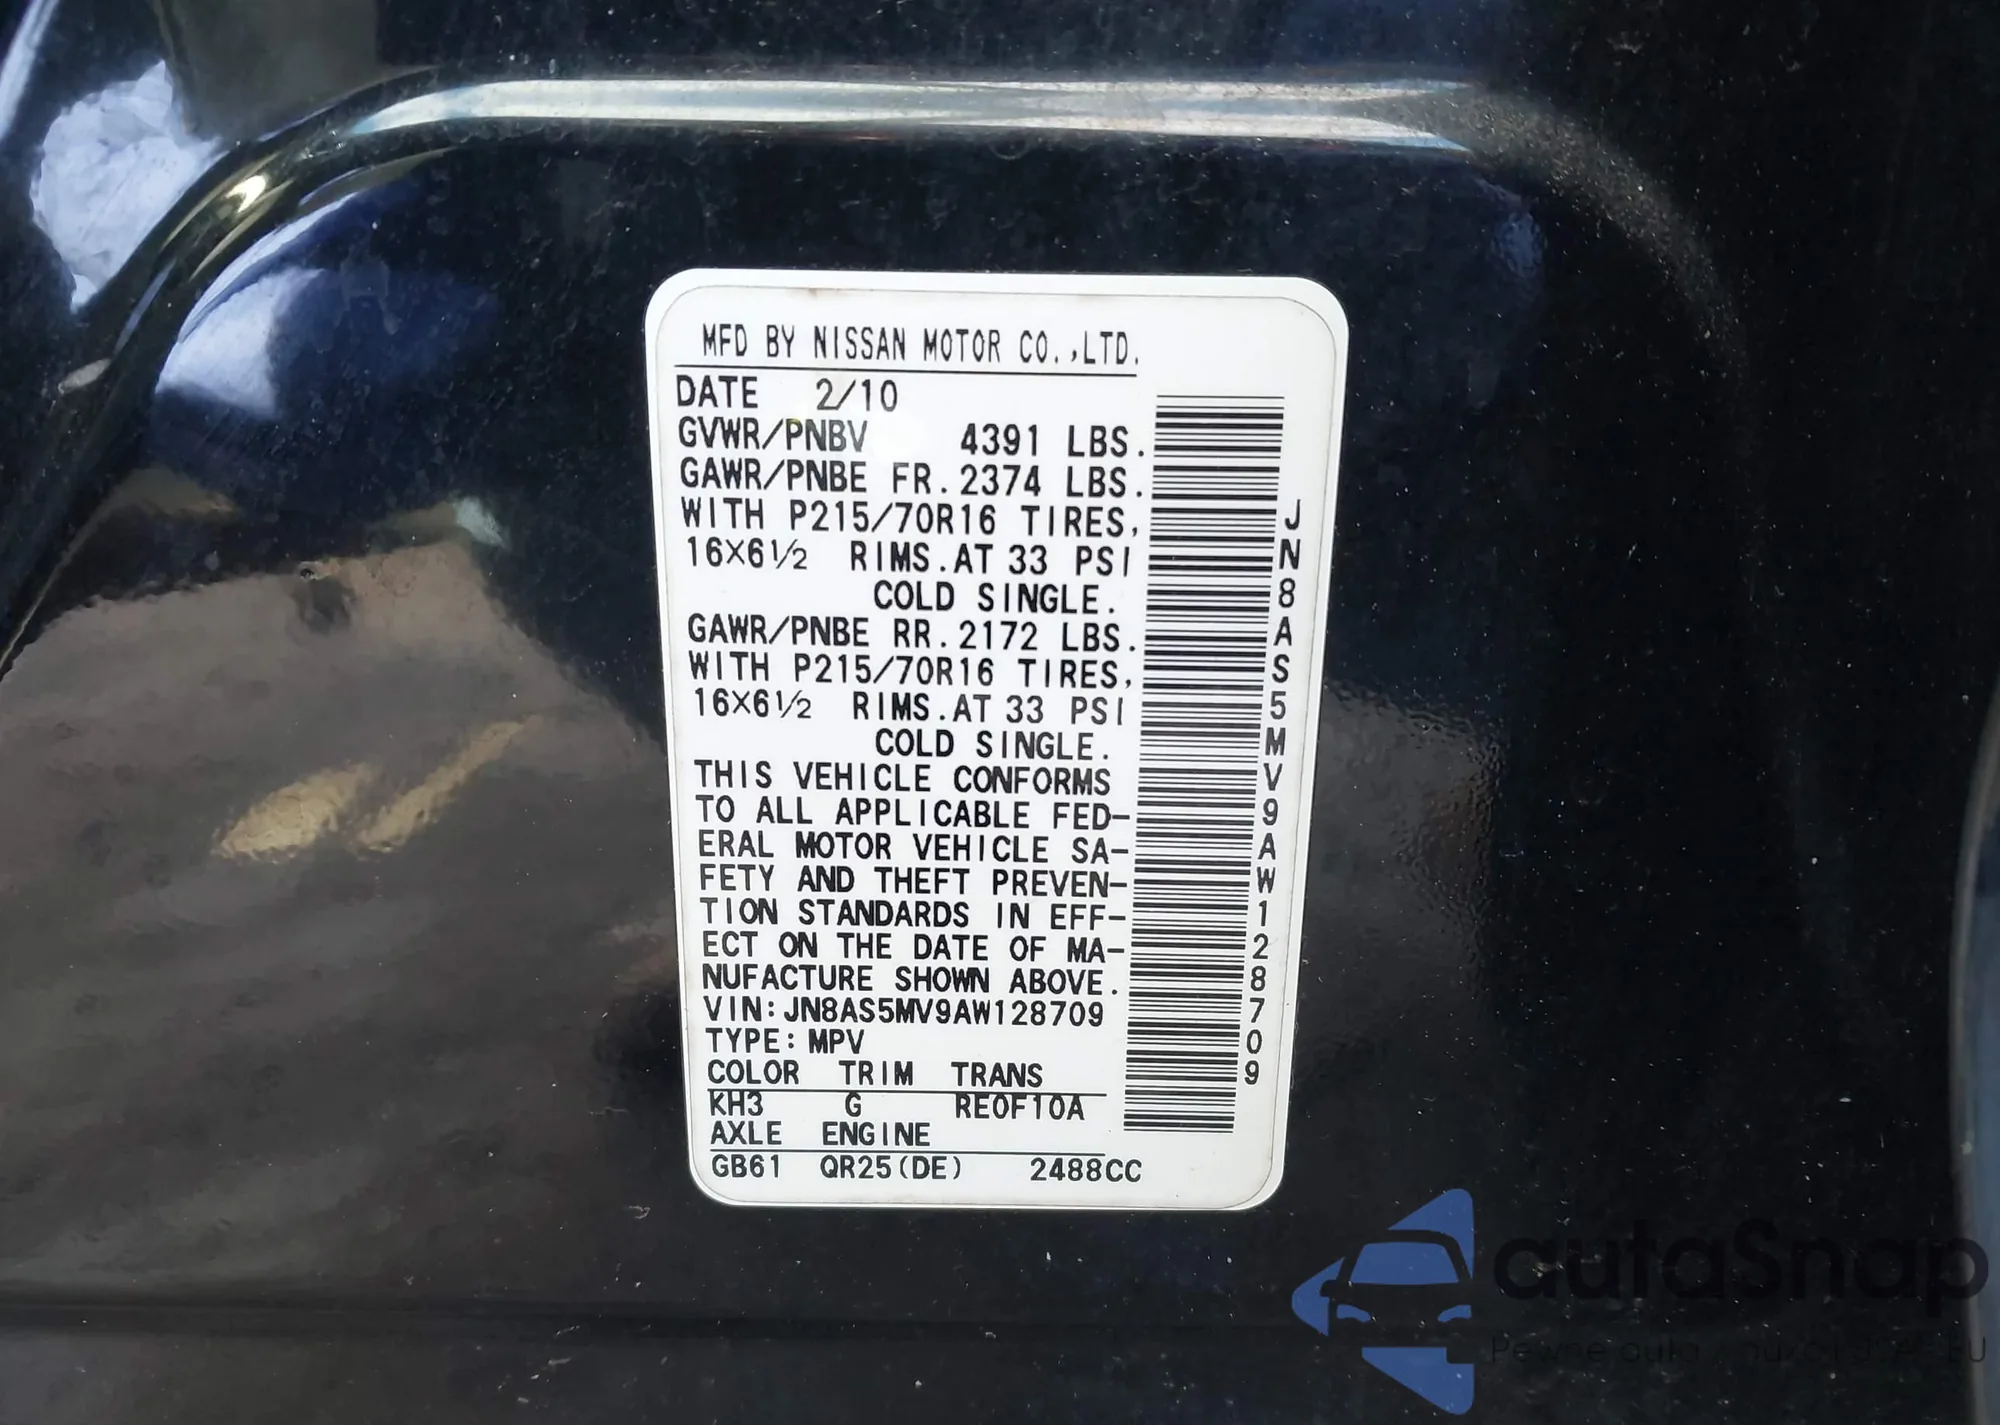 MFD BY NISSAN MOTOR CO.,LTD.
DATE 2/10
GVWR/PNBV 4391 LBS.
GAWR/PNBE FR.2374 LBS.
WITH P215/70R16 TIRES,
16X6½ RIMS.AT 33 PSI
COLD SINGLE.
GAWR/PNBE RR.2172 LBS.
WITH P215/70R16 TIRES,
16X6½ RIMS.AT 33 PSI
COLD SINGLE.
THIS VEHICLE CONFORMS
TO ALL APPLICABLE FED-
ERAL MOTOR VEHICLE SA-
FETY AND THEFT PREVEN-
TION STANDARDS IN EFF-
ECT ON THE DATE OF MA-
NUFACTURE SHOWN ABOVE.
VIN:JN8AS5MV9AW128709
TYPE:MPV
COLOR TRIM TRANS
KH3 G RE0F10A
AXLE ENGINE
GB61 QR25(DE) 2488CC
JN8AS5MV9AW128709
autaSnap
Pewne auta z